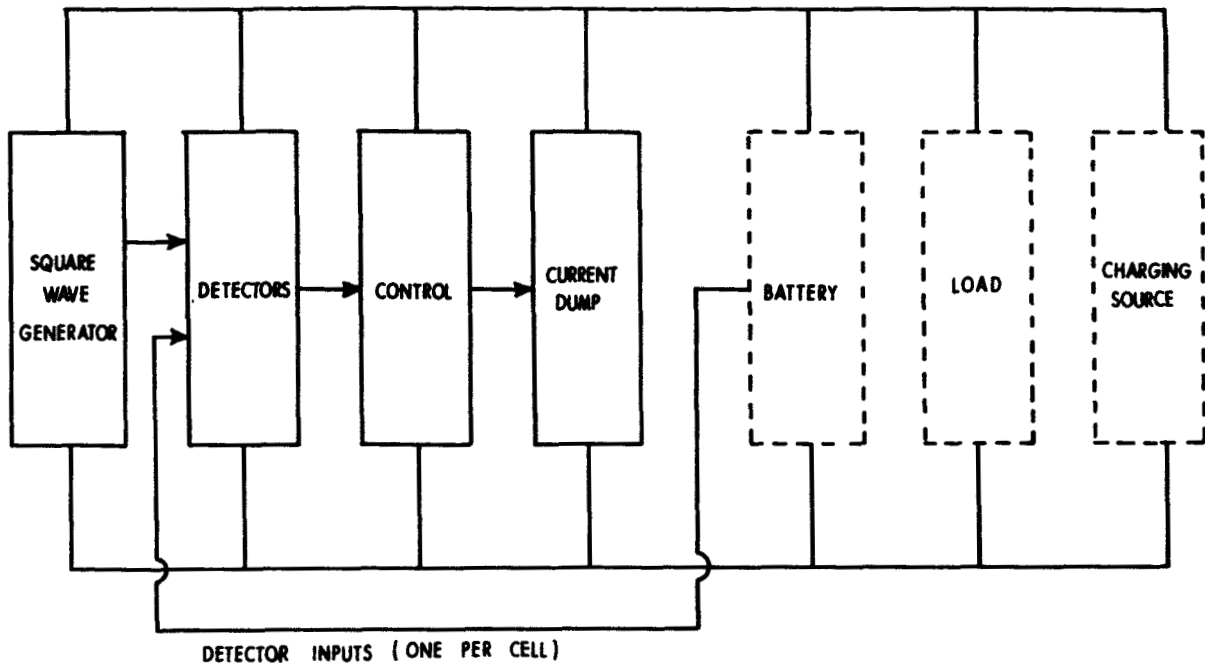 SQUARE
WAVE
GENERATOR
DETECTORS
CONTROL
CURRENT
DUMP
BATTERY
LOAD
CHARGING
SOURCE
DETECTOR INPUTS (ONE PER CELL)